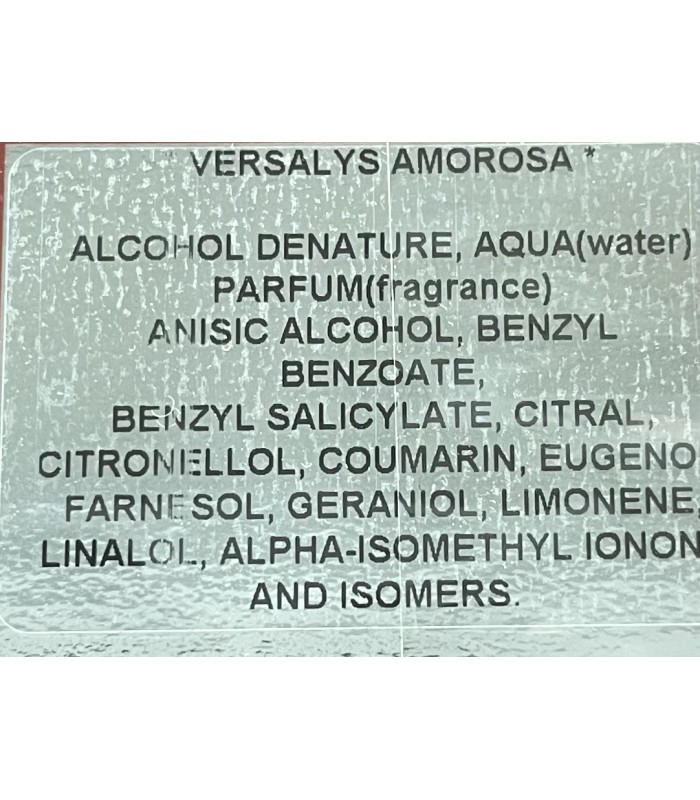 " VERSALYS AMOROSA *
ALCOHOL DENATURE, AQUA(water)
PARFUM(fragrance)
ANISIC ALCOHOL, BENZYL
BENZOATE,
BENZYL SALICYLATE, CITRAL,
CITRONIELLOL, COUMARIN, EUGENO
FARNESOL, GERANIOL, LIMONENE,
LINALOL, ALPHA-ISOMETHYL IONON
AND ISOMERS.